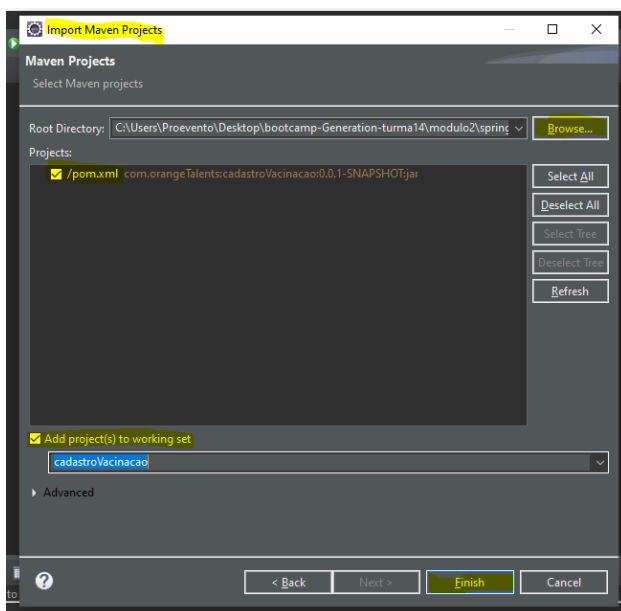 Import Maven Projects
Maven Projects
Select Maven projects
Root Directory: C:\Users\Proevento\Desktop\bootcamp-Generation-turma14\modulo2\spring Browse...
Projects:
/pom.xml com.orangeTalents:cadastroVacinacao:0.0.1-SNAPSHOT:jar
Select All
Deselect All
Select Tree
Deselect Tree
Refresh
Add project(s) to working set
cadastroVacinacao
Advanced
to
? < Back Next > Finish Cancel